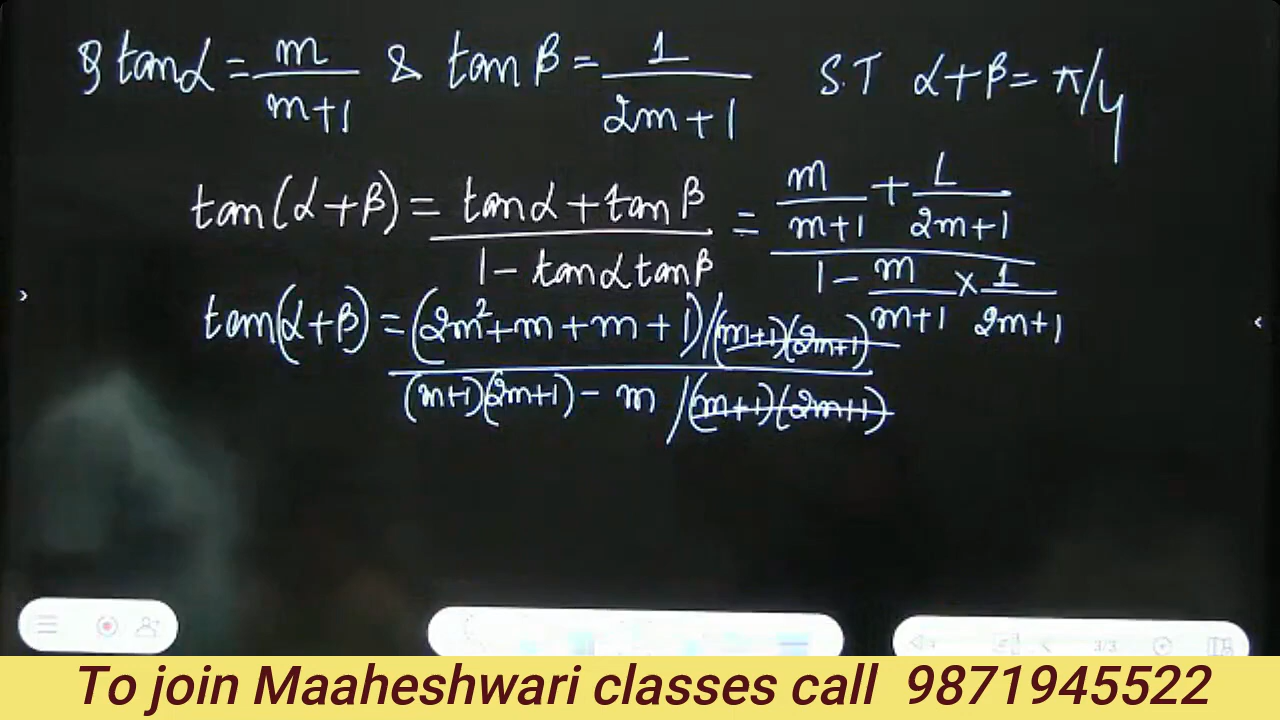 Q tanα = m/(m+1) & tanβ = 1/(2m+1) S.T α+β = π/4
tan(α+β) = (tanα + tanβ)/(1 - tanα tanβ) = (m/(m+1) + 1/(2m+1))/(1 - m/(m+1) × 1/(2m+1))
tan(α+β) = ((2m²+m+m+1)/(m+1)(2m+1))/((m+1)(2m+1) - m /(m+1)(2m+1))
3/3
To join Maaheshwari classes call 9871945522